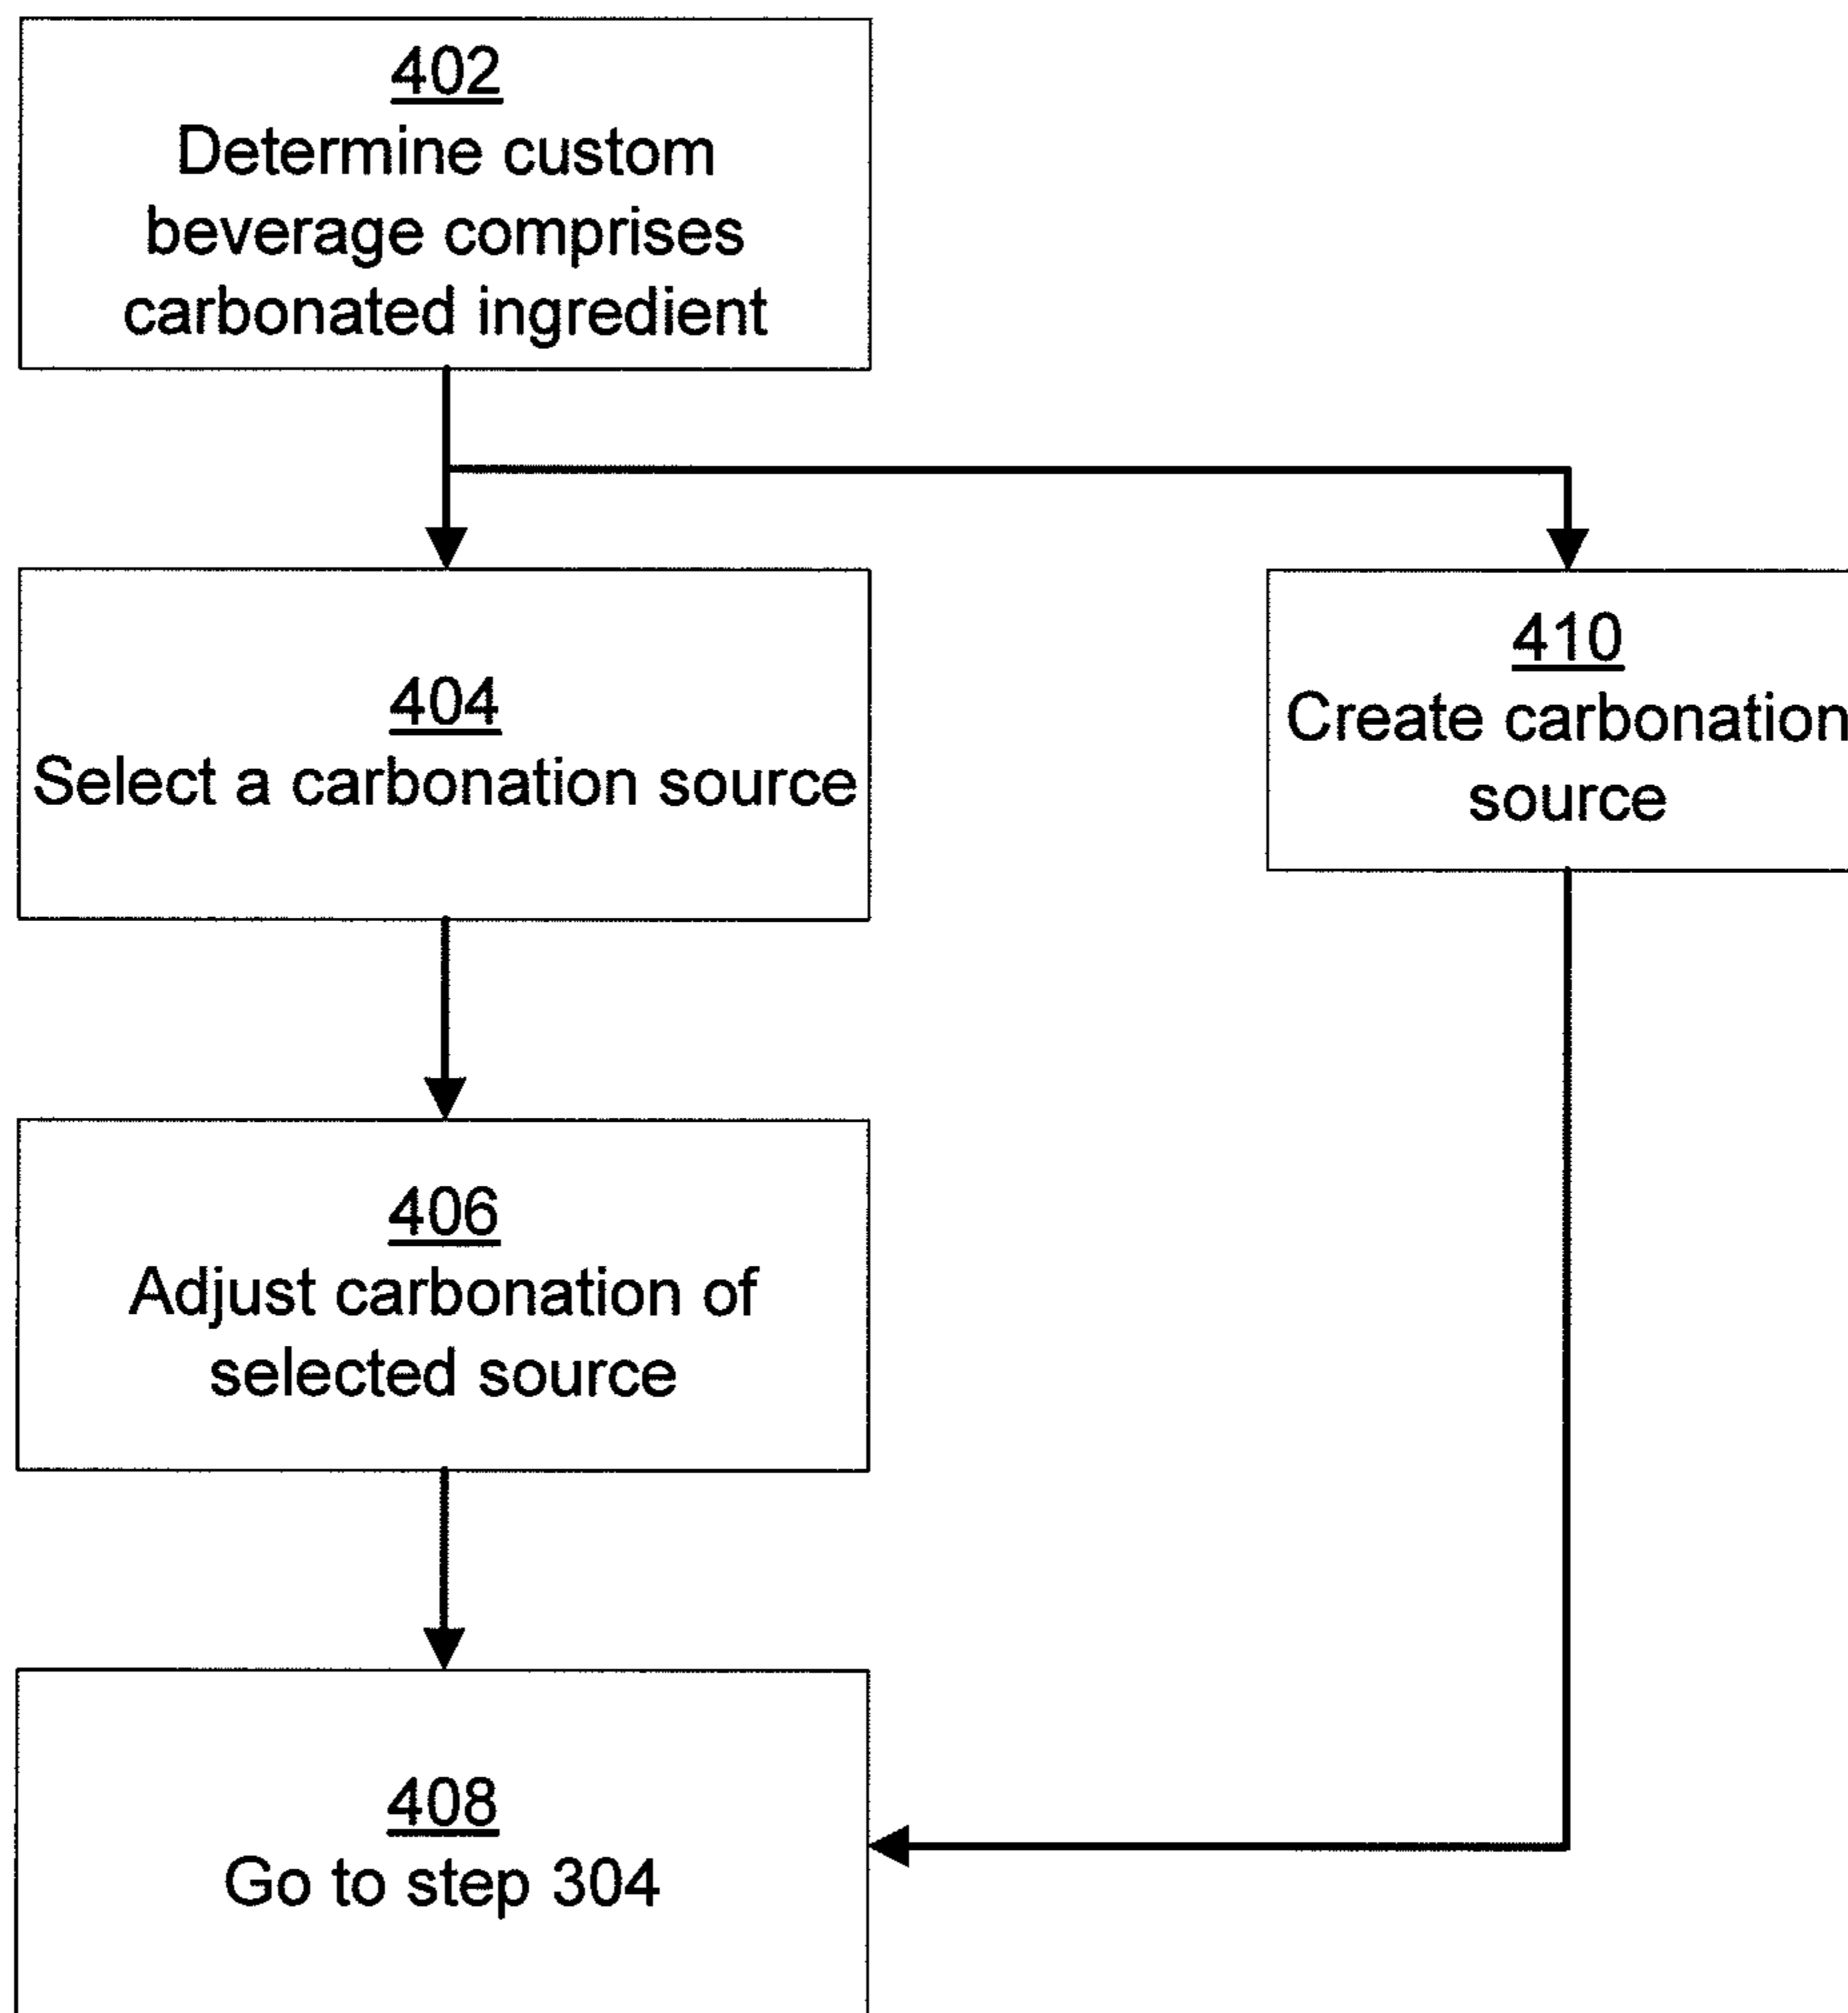 402
Determine custom
beverage comprises
carbonated ingredient
404
Select a carbonation source
410
Create carbonation
source
406
Adjust carbonation of
selected source
408
Go to step 304